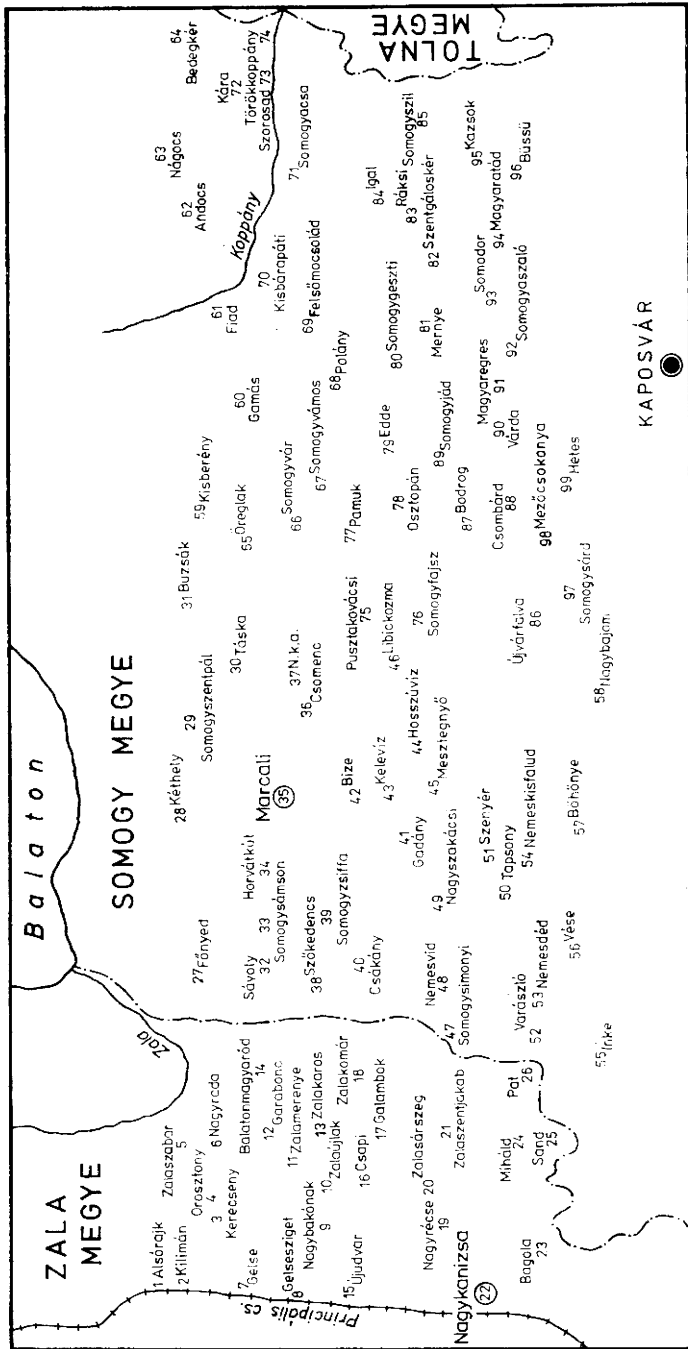 ZALA
MEGYE
Balaton
SOMOGY MEGYE
TOLNA
MEGYE
Zala
Koppány
Principális cs.
KAPOSVÁR
1 Alsórajk
2 Kilimán
3 4
Orosztony
Kerecseny
Zalaszabar
5
6 Nagyrada
7
Gelse
Gelsesziget
8
Nagybakónak
9
10
Zalaújlak
11 Zalamerenye
12 Garabonc
13 Zalakaros
Balatonmagyaród
14
15
Újudvar
16 Csapi
17 Galambok
Zalakomár
18
Nagyrécse 20
19
Zalasárszeg
21
Zalaszentjakab
Nagykanizsa
22
Bagola
23
Miháld
24
Sand
25
Pat
26
27 Főnyed
28 Kéthely
29
Somogyszentpál
30 Táska
31 Buzsák
Sávoly
32 33 34
Horvátkút
Somogysámson
Marcali
35
36
Csömend
37 N.k.a.
38 Szőkedencs
39
Somogyzsitfa
40
Csákány
41
Gadány
42 Bize
43 Kelevíz
44 Hosszúvíz
45
Mesztegnyő
46 Libickozma
47
Somogysimonyi
Nemesvid
48
49
Nagyszakácsi
50 Tapsony
51 Szenyér
Varászló
52 53 Nemesdéd
54 Nemeskisfalud
55 Inke
56 Vése
57 Böhönye
58 Nagybajom
59 Kisberény
60
Gamás
61
Fiad
62
Andocs
63
Nágocs
64
Bedegkér
65
Öreglak
66 Somogyvár
67 Somogyvámos
68 Polány
69 Felsőmocsolád
70
Kisbárapáti
71
Somogyacsa
Kára
72
Törökkoppány
Szorosad 73 74
Pusztakovácsi
75
76
Somogyfajsz
77 Pamuk
78
Osztopán
79 Edde
80 Somogygeszti
81
Mernye
82 Szentgáloskér
83
Ráksi
84 Igal
Somogyszil
85
Újvárfalva
86
87 Bodrog
Csombárd
88
89 Somogyjád
90
Várda
Magyaregres
91
92
Somogyaszaló
Somodor
93
94 Magyaratád
95 Kazsok
96
Büssü
97
Somogysárd
98 Mezőcsokonya
99 Hetes